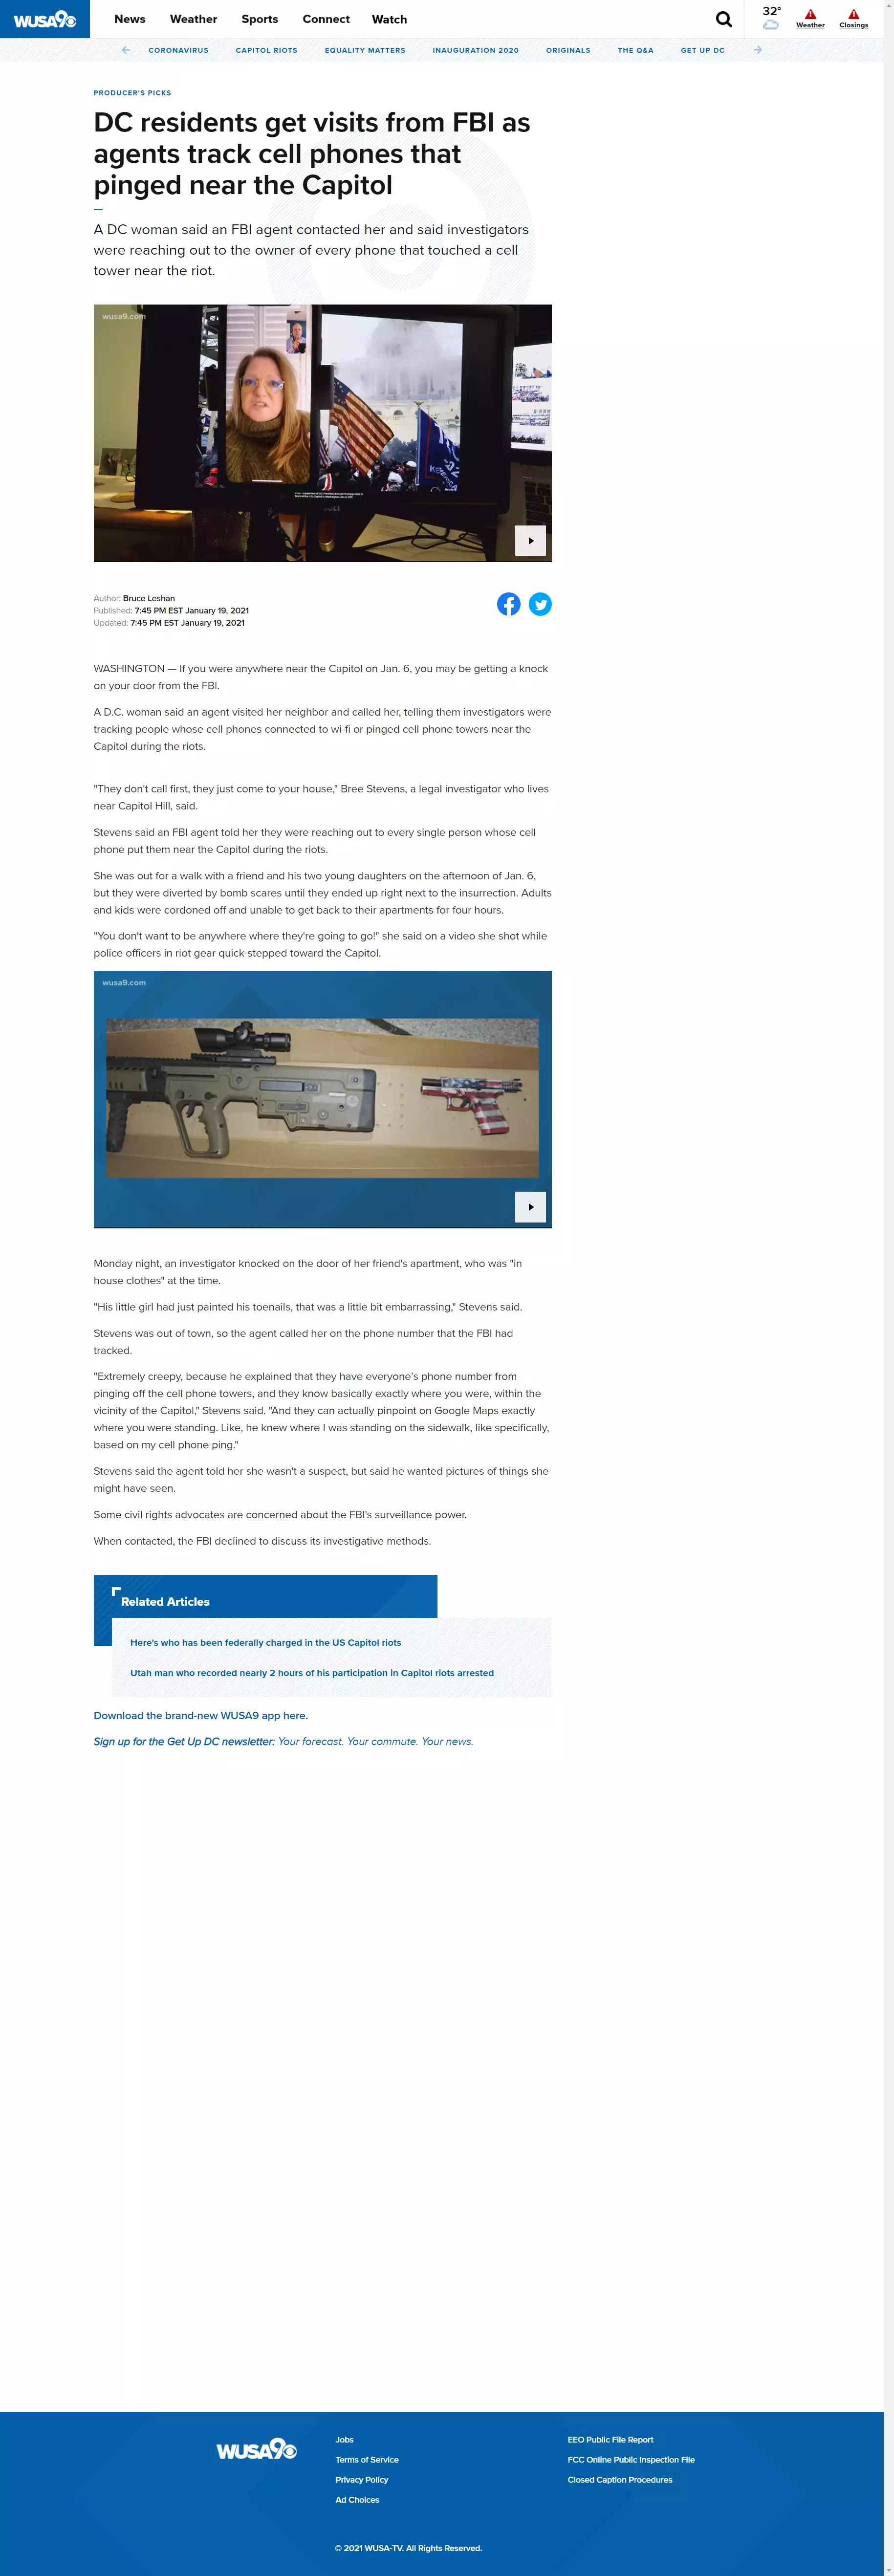 WUSA9
News
Weather
Sports
Connect
Watch
32°
Weather
Closings
CORONAVIRUS
CAPITOL RIOTS
EQUALITY MATTERS
INAUGURATION 2020
ORIGINALS
THE Q&A
GET UP DC
PRODUCER'S PICKS
DC residents get visits from FBI as
agents track cell phones that
pinged near the Capitol
A DC woman said an FBI agent contacted her and said investigators
were reaching out to the owner of every phone that touched a cell
tower near the riot.
wusa9.com
Author: Bruce Leshan
Published: 7:45 PM EST January 19, 2021
Updated: 7:45 PM EST January 19, 2021
WASHINGTON — If you were anywhere near the Capitol on Jan. 6, you may be getting a knock
on your door from the FBI.
A D.C. woman said an agent visited her neighbor and called her, telling them investigators were
tracking people whose cell phones connected to wi-fi or pinged cell phone towers near the
Capitol during the riots.
"They don't call first, they just come to your house," Bree Stevens, a legal investigator who lives
near Capitol Hill, said.
Stevens said an FBI agent told her they were reaching out to every single person whose cell
phone put them near the Capitol during the riots.
She was out for a walk with a friend and his two young daughters on the afternoon of Jan. 6,
but they were diverted by bomb scares until they ended up right next to the insurrection. Adults
and kids were cordoned off and unable to get back to their apartments for four hours.
"You don't want to be anywhere where they're going to go!" she said on a video she shot while
police officers in riot gear quick-stepped toward the Capitol.
wusa9.com
Monday night, an investigator knocked on the door of her friend's apartment, who was "in
house clothes" at the time.
"His little girl had just painted his toenails, that was a little bit embarrassing," Stevens said.
Stevens was out of town, so the agent called her on the phone number that the FBI had
tracked.
"Extremely creepy, because he explained that they have everyone’s phone number from
pinging off the cell phone towers, and they know basically exactly where you were, within the
vicinity of the Capitol," Stevens said. "And they can actually pinpoint on Google Maps exactly
where you were standing. Like, he knew where I was standing on the sidewalk, like specifically,
based on my cell phone ping."
Stevens said the agent told her she wasn't a suspect, but said he wanted pictures of things she
might have seen.
Some civil rights advocates are concerned about the FBI's surveillance power.
When contacted, the FBI declined to discuss its investigative methods.
Related Articles
Here's who has been federally charged in the US Capitol riots
Utah man who recorded nearly 2 hours of his participation in Capitol riots arrested
Download the brand-new WUSA9 app here.
Sign up for the Get Up DC newsletter: Your forecast. Your commute. Your news.
WUSA9
Jobs
Terms of Service
Privacy Policy
Ad Choices
EEO Public File Report
FCC Online Public Inspection File
Closed Caption Procedures
© 2021 WUSA-TV. All Rights Reserved.